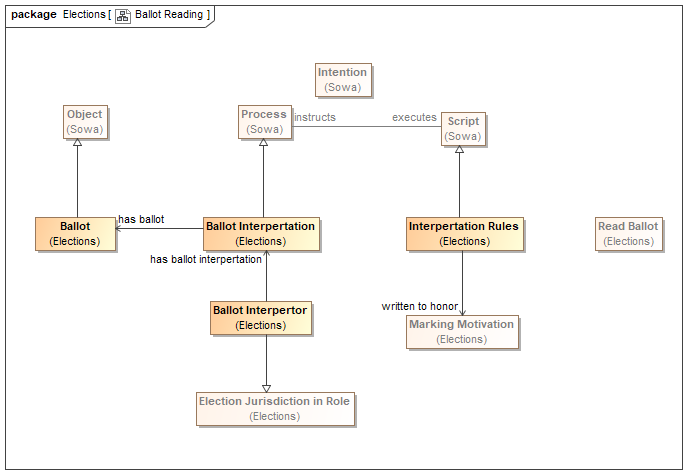 package Elections [ Ballot Reading ]
Intention
(Sowa)
Object
(Sowa)
Process
(Sowa)
instructs
executes
Script
(Sowa)
Ballot
(Elections)
has ballot
Ballot Interpertation
(Elections)
Interpertation Rules
(Elections)
Read Ballot
(Elections)
has ballot interpertation
Ballot Interpertor
(Elections)
written to honor
Marking Motivation
(Elections)
Election Jurisdiction in Role
(Elections)